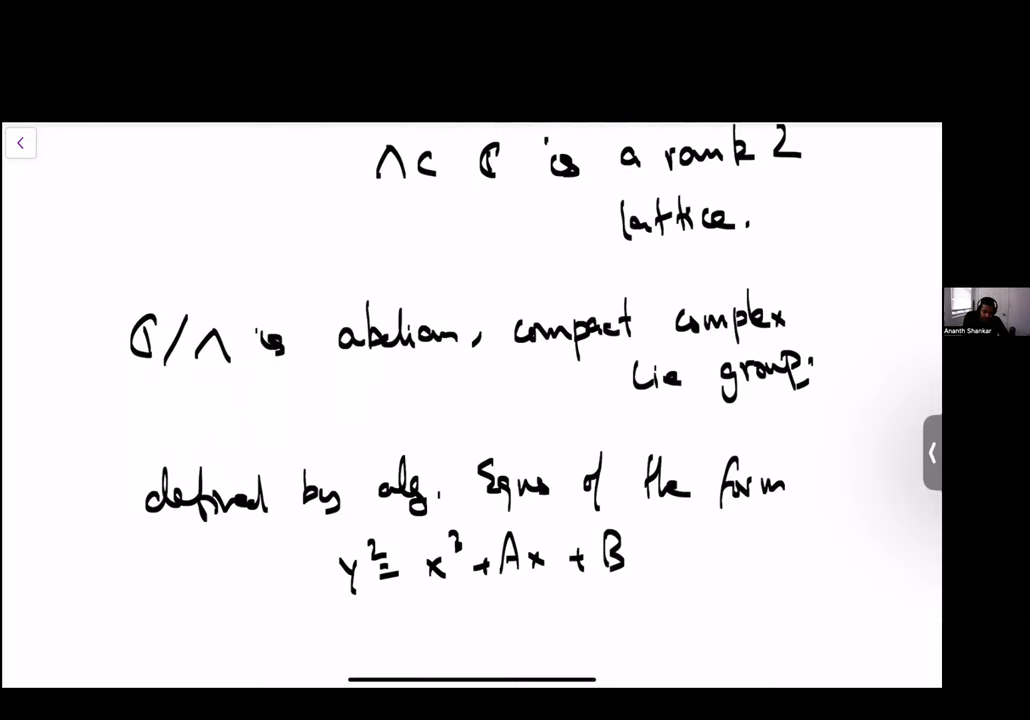 Λ ⊂ ℂ is a rank 2
lattice.
ℂ/Λ is abelian, compact complex
Lie group.
defined by alg. Eqns of the form
y² = x³ + Ax + B
Ananth Shankar